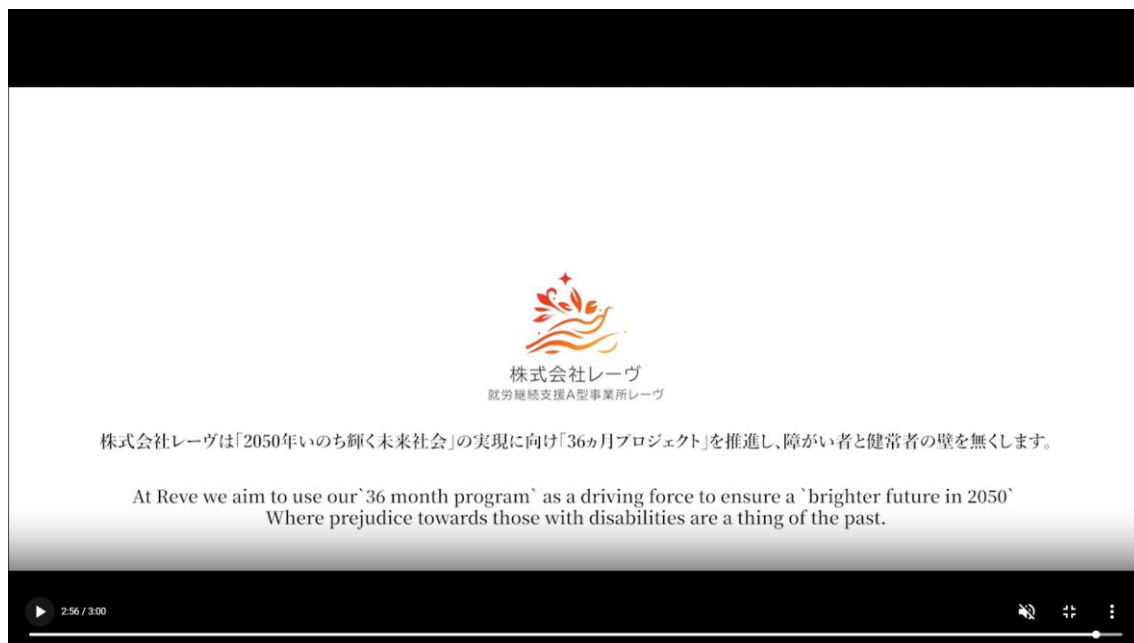 株式会社レーヴ
就労継続支援A型事業所レーヴ
株式会社レーヴは「2050年いのち輝く未来社会」の実現に向け「36ヵ月プロジェクト」を推進し、障がい者と健常者の壁を無くします。
At Reve we aim to use our`36 month program` as a driving force to ensure a `brighter future in 2050`
Where prejudice towards those with disabilities are a thing of the past.
2:56 / 3:00